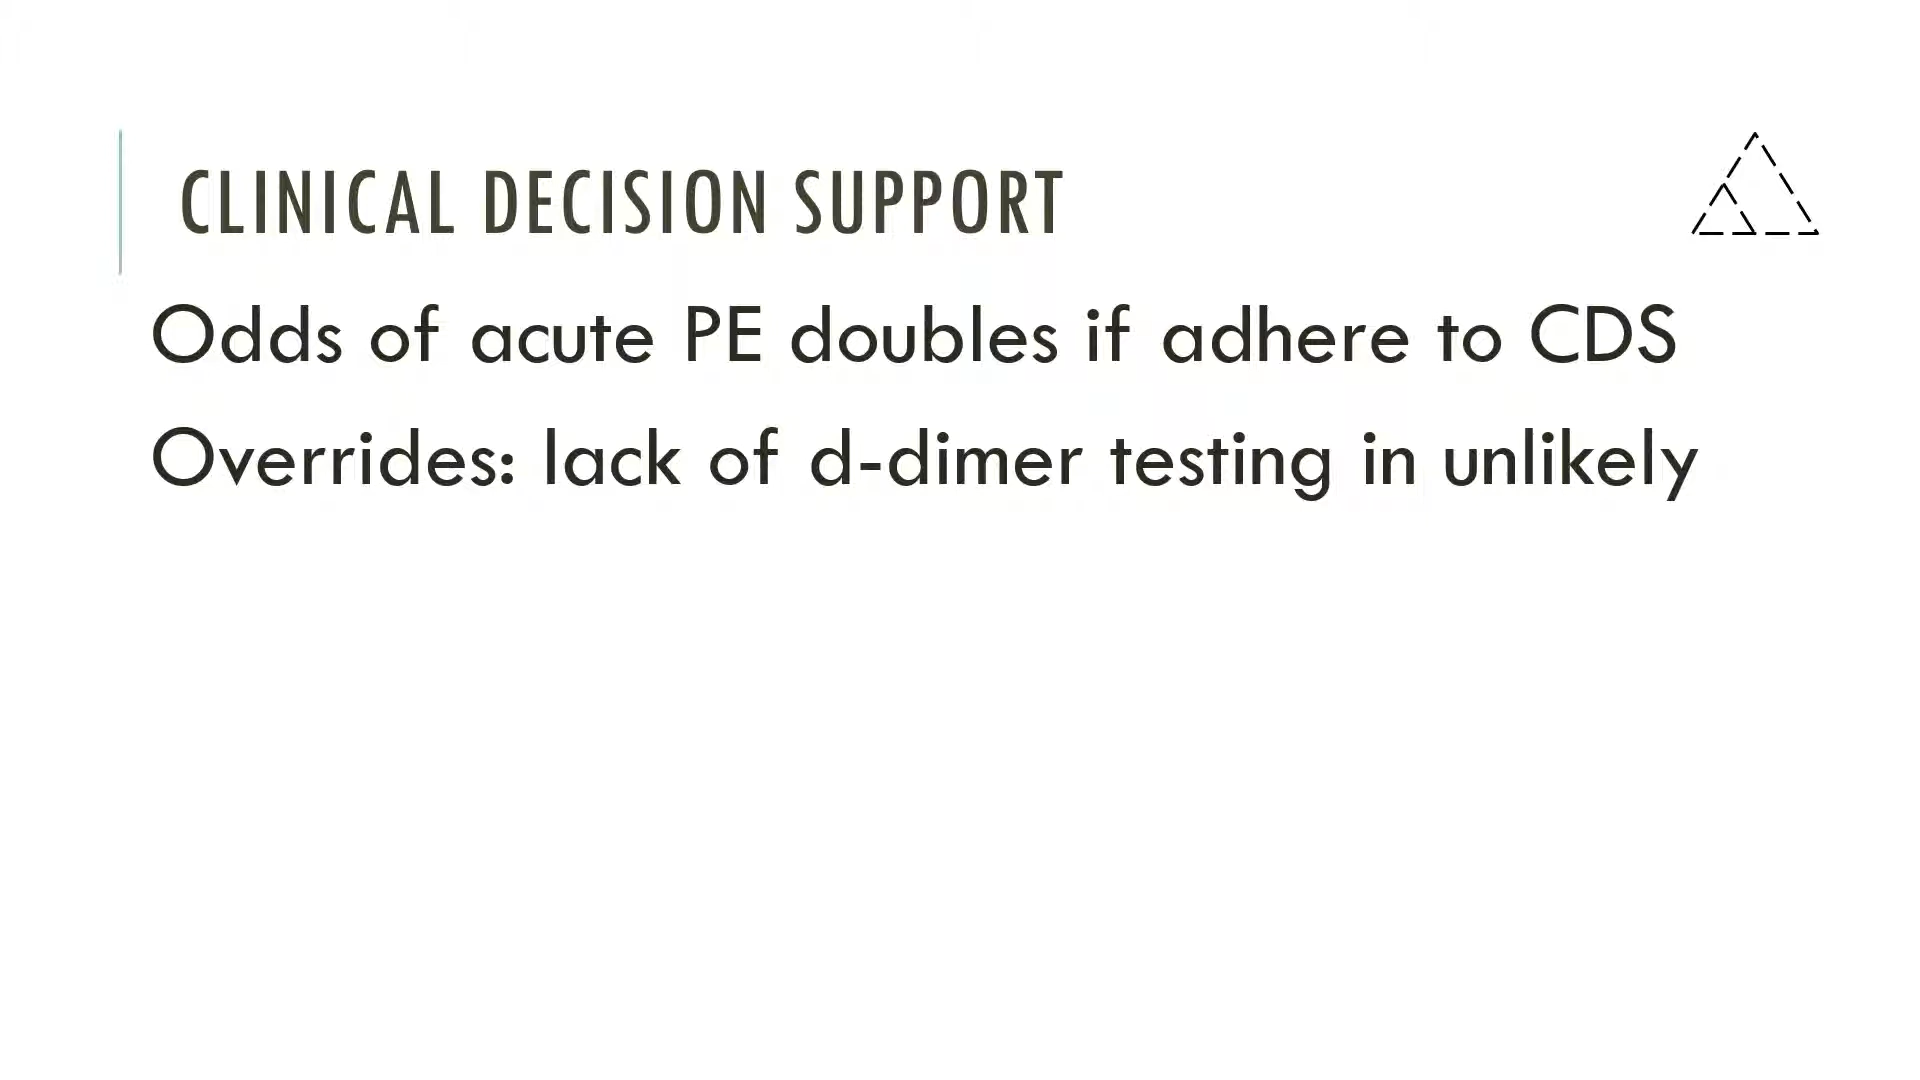 CLINICAL DECISION SUPPORT
Odds of acute PE doubles if adhere to CDS
Overrides: lack of d-dimer testing in unlikely